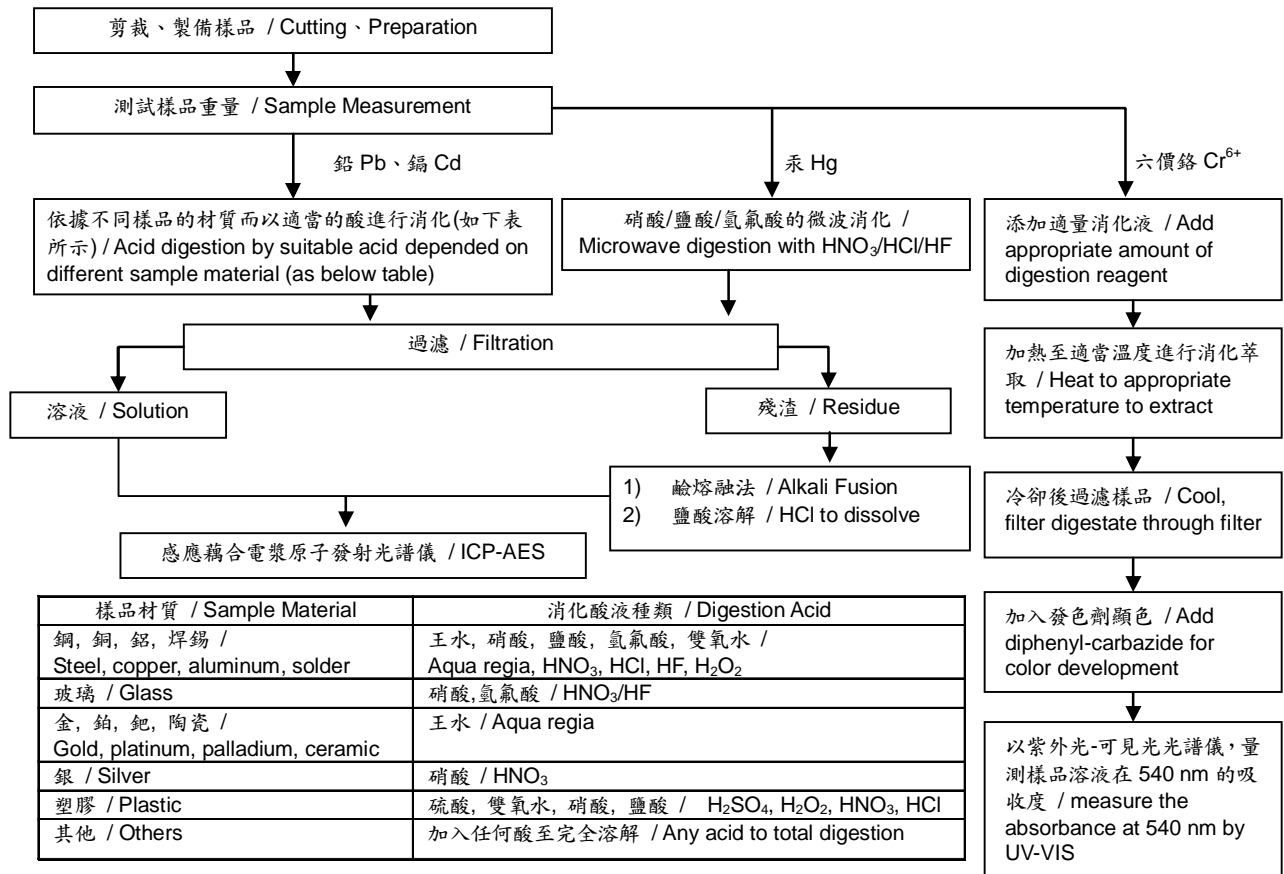 剪裁、製備樣品 / Cutting、Preparation
測試樣品重量 / Sample Measurement
鉛 Pb、鎘 Cd
汞 Hg
六價鉻 Cr⁶⁺
依據不同樣品的材質而以適當的酸進行消化(如下表
所示) / Acid digestion by suitable acid depended on
different sample material (as below table)
硝酸/鹽酸/氫氟酸的微波消化 /
Microwave digestion with HNO₃/HCl/HF
添加適量消化液 / Add
appropriate amount of
digestion reagent
過濾 / Filtration
加熱至適當溫度進行消化萃
取 / Heat to appropriate
temperature to extract
溶液 / Solution
殘渣 / Residue
1) 鹼熔融法 / Alkali Fusion
2) 鹽酸溶解 / HCl to dissolve
冷卻後過濾樣品 / Cool,
filter digestate through filter
感應藕合電漿原子發射光譜儀 / ICP-AES
加入發色劑顯色 / Add
diphenyl-carbazide for
color development
以紫外光-可見光光譜儀，量
測樣品溶液在 540 nm 的吸
收度 / measure the
absorbance at 540 nm by
UV-VIS
樣品材質 / Sample Material
消化酸液種類 / Digestion Acid
鋼, 銅, 鋁, 焊錫 /
Steel, copper, aluminum, solder
王水, 硝酸, 鹽酸, 氫氟酸, 雙氧水 /
Aqua regia, HNO₃, HCl, HF, H₂O₂
玻璃 / Glass
硝酸,氫氟酸 / HNO₃/HF
金, 鉑, 鈀, 陶瓷 /
Gold, platinum, palladium, ceramic
王水 / Aqua regia
銀 / Silver
硝酸 / HNO₃
塑膠 / Plastic
硫酸, 雙氧水, 硝酸, 鹽酸 / H₂SO₄, H₂O₂, HNO₃, HCl
其他 / Others
加入任何酸至完全溶解 / Any acid to total digestion